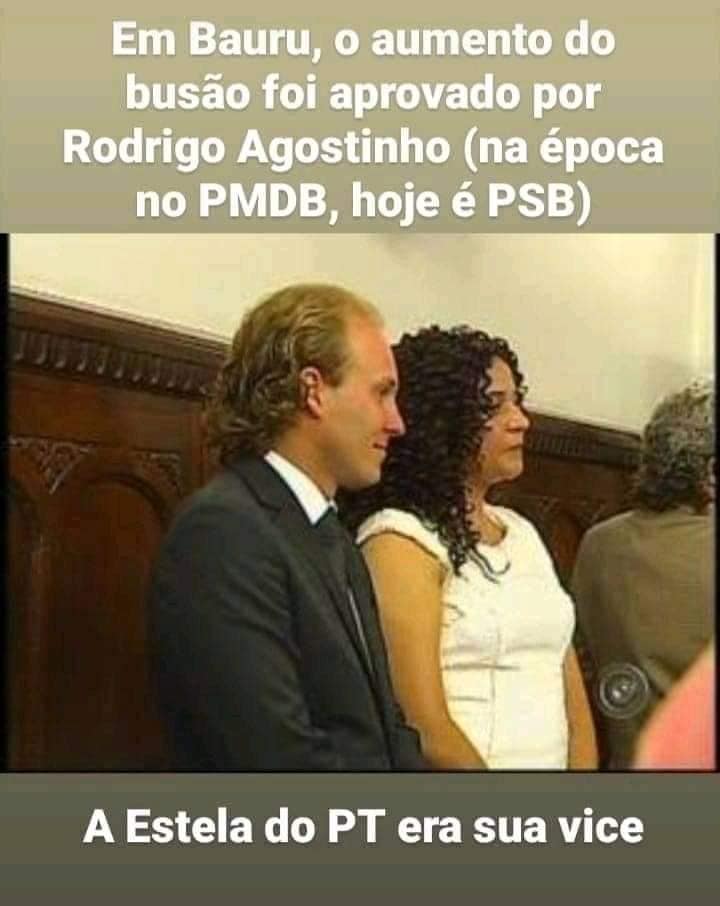 Em Bauru, o aumento do
busão foi aprovado por
Rodrigo Agostinho (na época
no PMDB, hoje é PSB)
A Estela do PT era sua vice